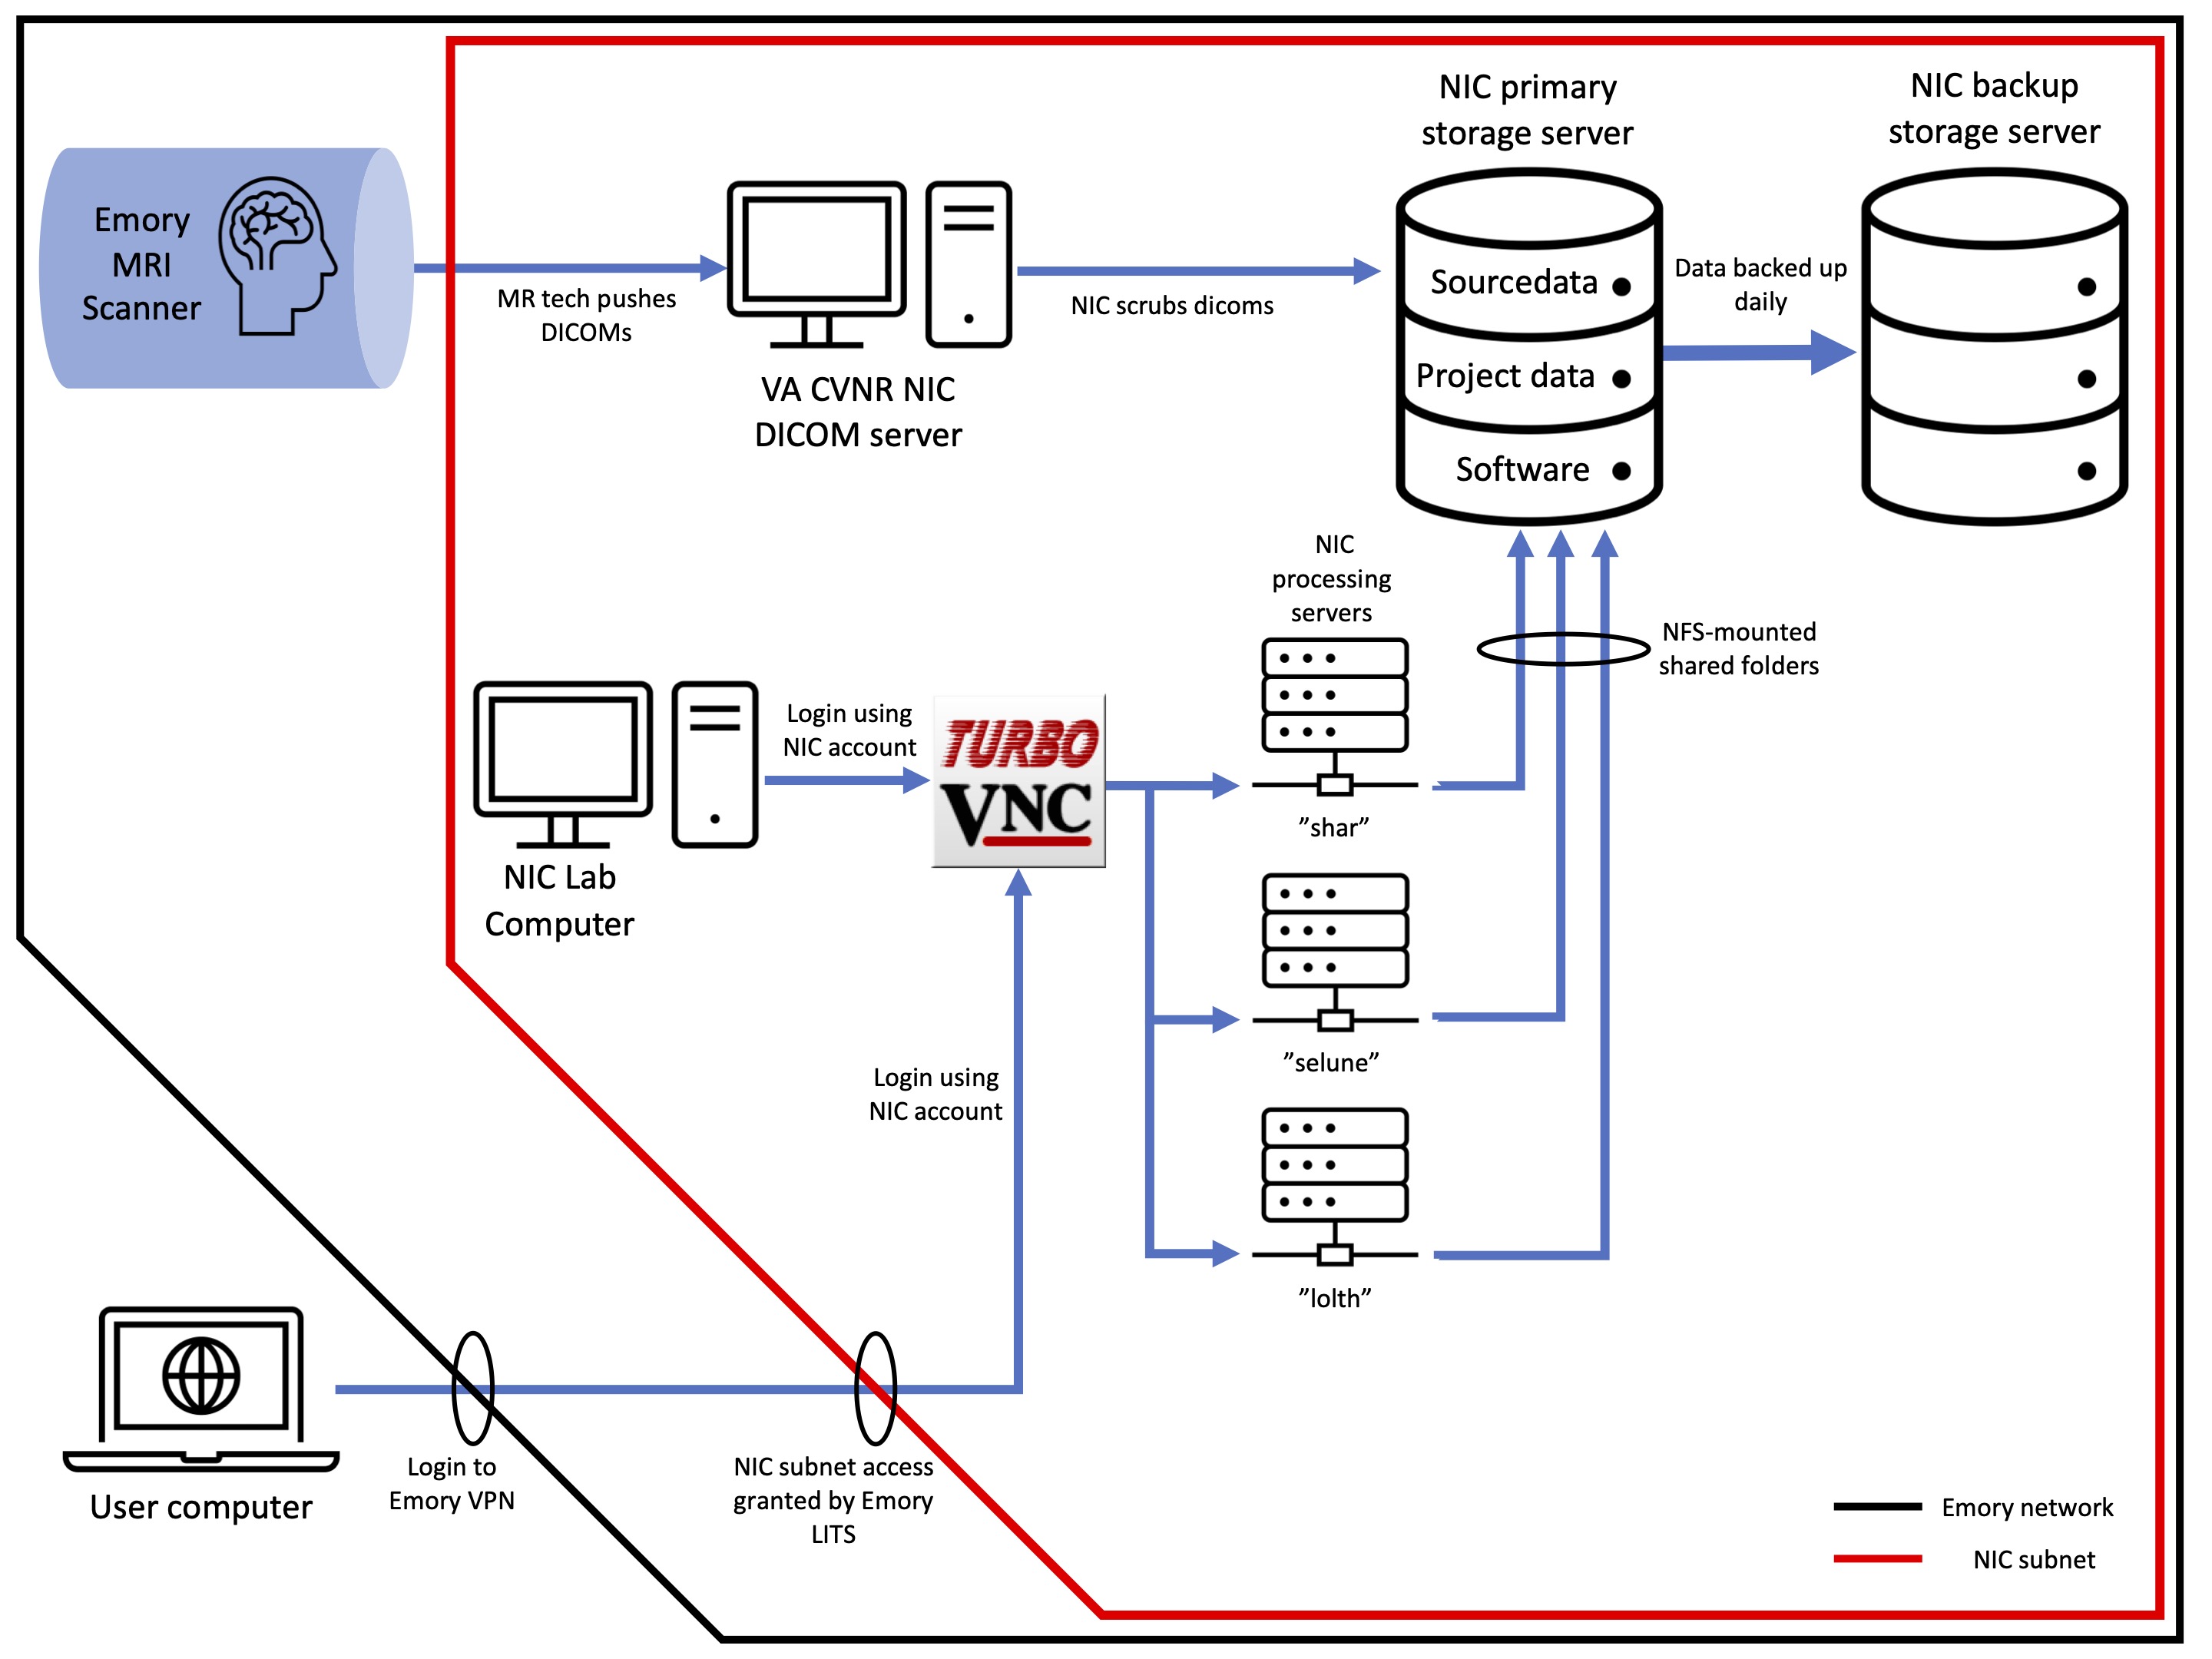 NIC primary
storage server
NIC backup
storage server
Emory
MRI
Scanner
MR tech pushes
DICOMs
VA CVNR NIC
DICOM server
NIC scrubs dicoms
Sourcedata
Project data
Software
Data backed up
daily
NIC
processing
servers
NFS-mounted
shared folders
NIC Lab
Computer
Login using
NIC account
TURBO
VNC
”shar”
”selune”
”lolth”
Login using
NIC account
User computer
Login to
Emory VPN
NIC subnet access
granted by Emory
LITS
Emory network
NIC subnet